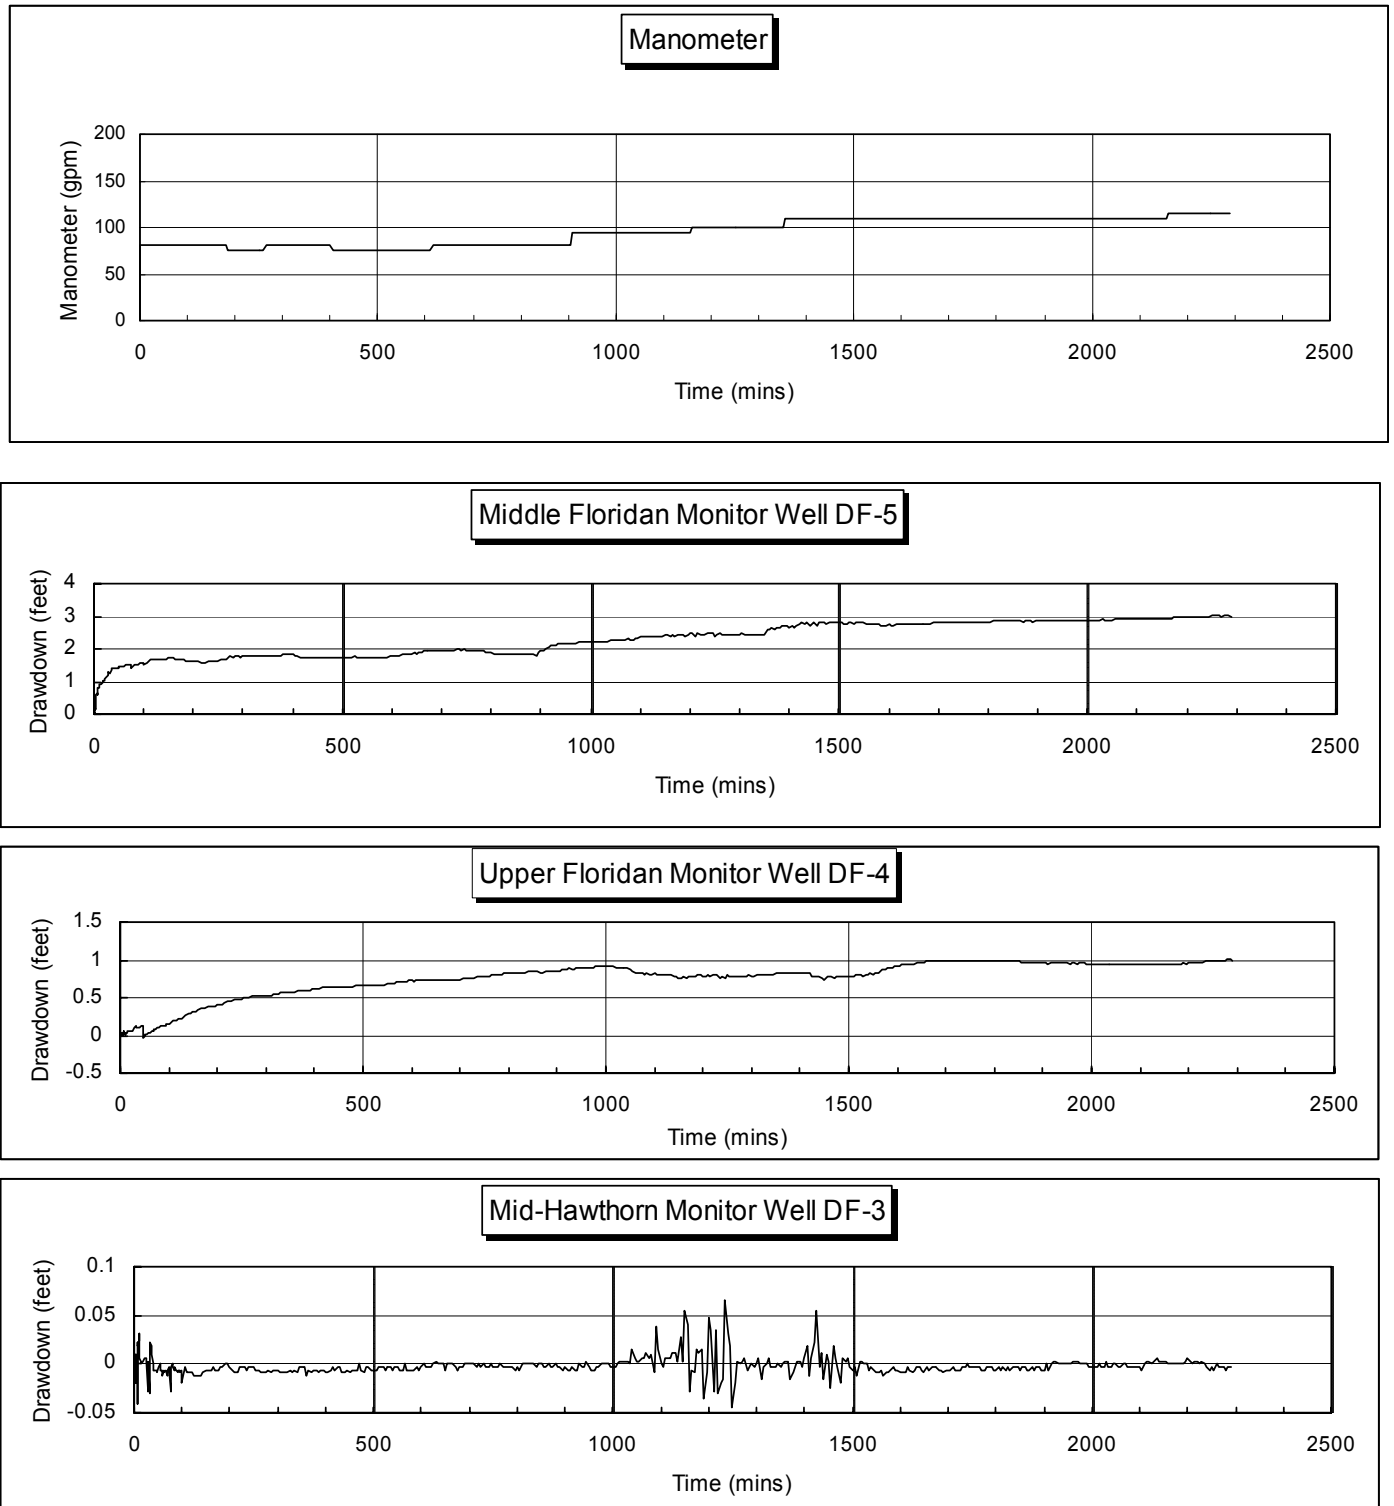 Manometer
200
150
100
50
0
Manometer (gpm)
0 500 1000 1500 2000 2500
Time (mins)
Middle Floridan Monitor Well DF-5
4
3
2
1
0
Drawdown (feet)
0 500 1000 1500 2000 2500
Time (mins)
Upper Floridan Monitor Well DF-4
1.5
1
0.5
0
-0.5
Drawdown (feet)
0 500 1000 1500 2000 2500
Time (mins)
Mid-Hawthorn Monitor Well DF-3
0.1
0.05
0
-0.05
Drawdown (feet)
0 500 1000 1500 2000 2500
Time (mins)